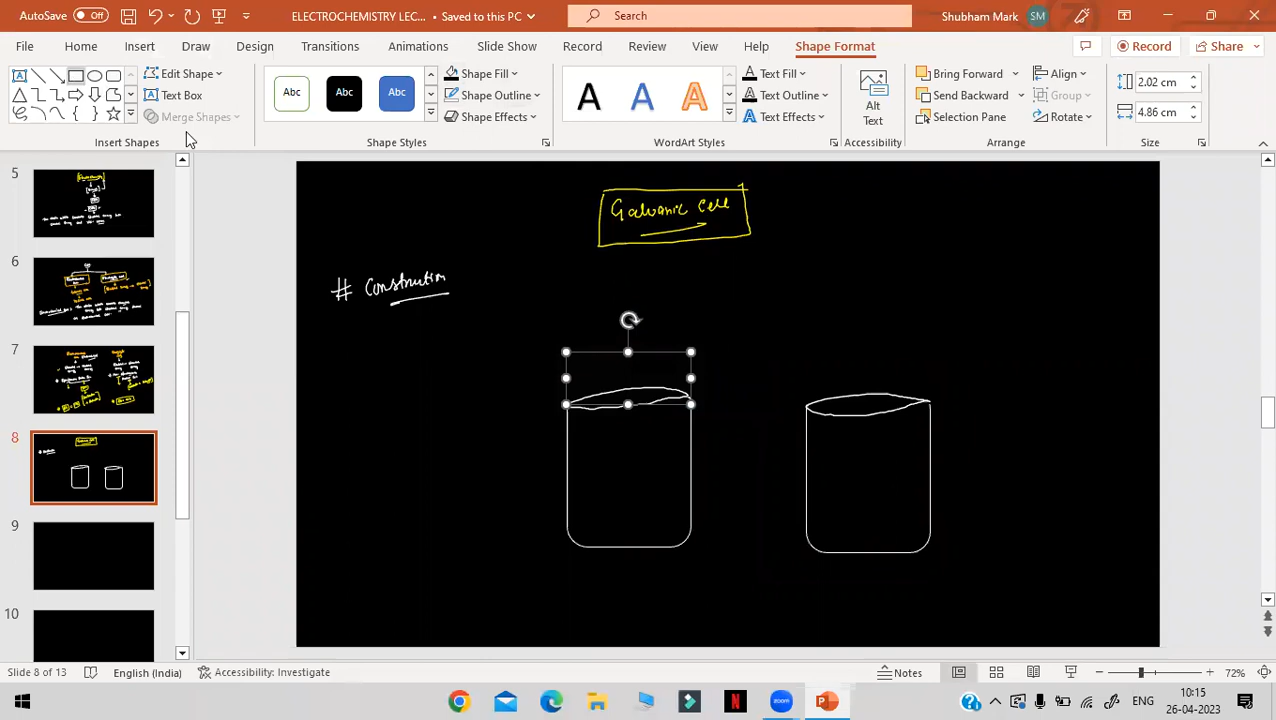 AutoSave Off
ELECTROCHEMISTRY LEC... • Saved to this PC
Search
Shubham Mark SM
File Home Insert Draw Design Transitions Animations Slide Show Record Review View Help Shape Format Record Share
Edit Shape
Text Box
Merge Shapes
Abc Abc Abc
Shape Fill
Shape Outline
Shape Effects
A A A
Text Fill
Text Outline
Text Effects
Alt
Text
Bring Forward
Send Backward
Selection Pane
Align
Group
Rotate
2.02 cm
4.86 cm
Insert Shapes Shape Styles WordArt Styles Accessibility Arrange Size
5
6
7
8
9
10
Galvanic Cell
# Construction
Slide 8 of 13 English (India) Accessibility: Investigate Notes 72%
zoom
ENG
10:15
26-04-2023